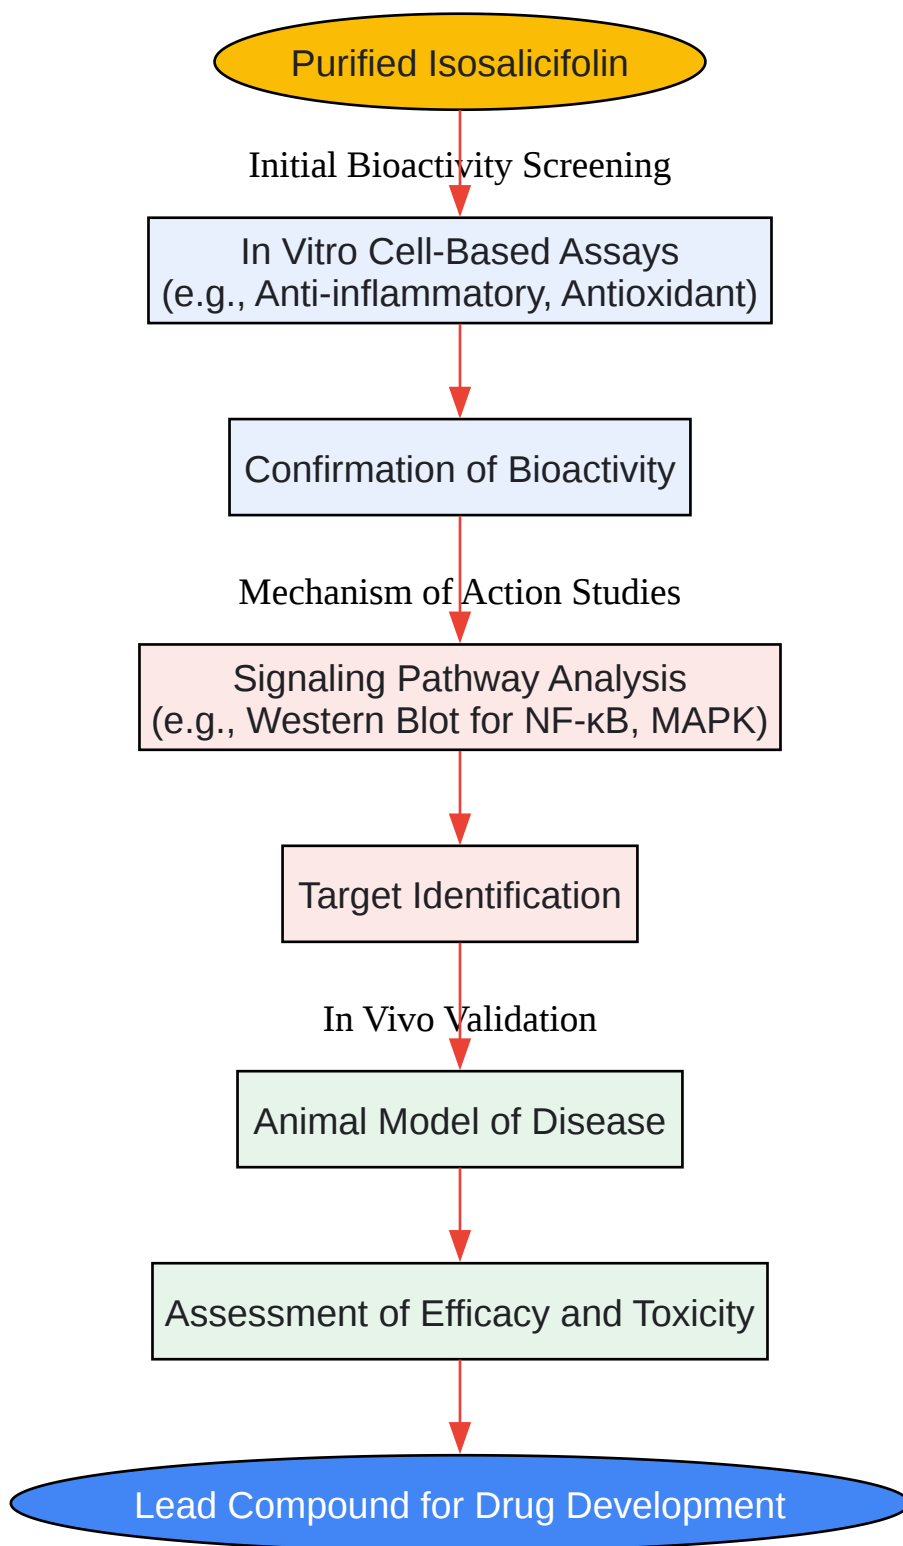 Purified Isosalicifolin
Initial Bioactivity Screening
In Vitro Cell-Based Assays
(e.g., Anti-inflammatory, Antioxidant)
Confirmation of Bioactivity
Mechanism of Action Studies
Signaling Pathway Analysis
(e.g., Western Blot for NF-κB, MAPK)
Target Identification
In Vivo Validation
Animal Model of Disease
Assessment of Efficacy and Toxicity
Lead Compound for Drug Development